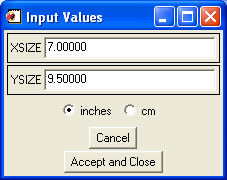 Input Values
XSIZE 7.00000
YSIZE 9.50000
inches cm
Cancel
Accept and Close